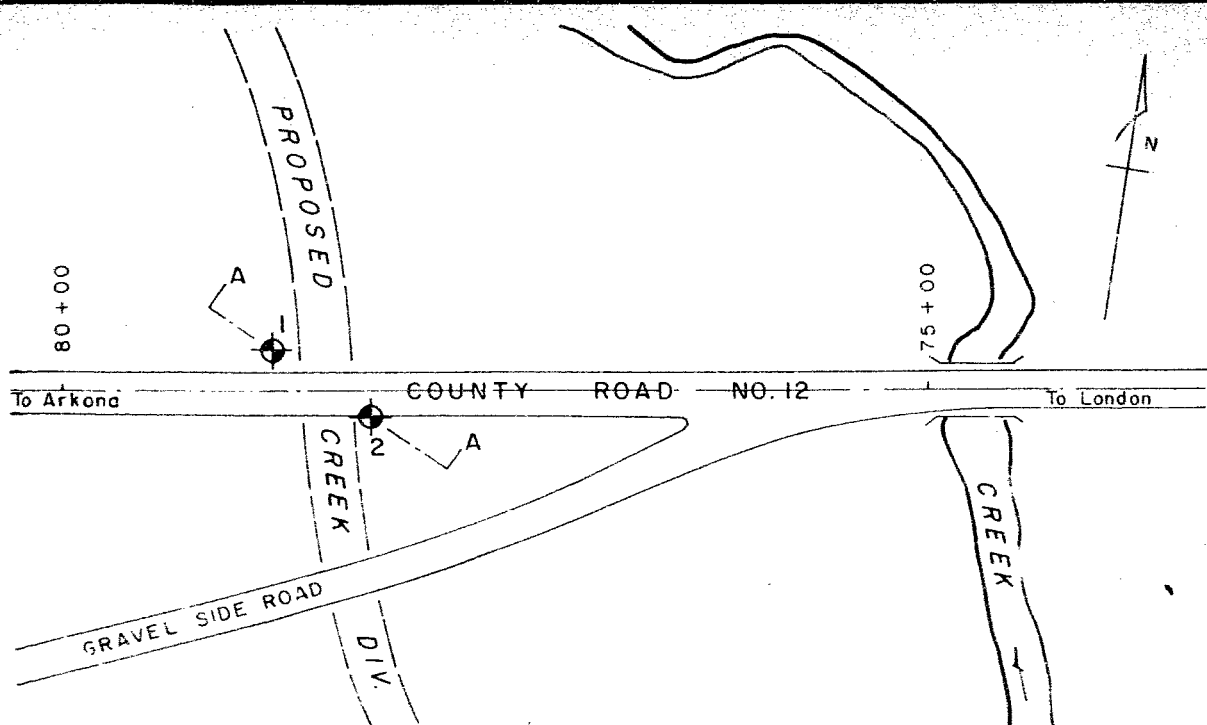 PROPOSED
CREEK
DIV.
N
A
80 + 00
75 + 00
1
COUNTY ROAD NO. 12
To Arkona
To London
2
A
CREEK
GRAVEL SIDE ROAD